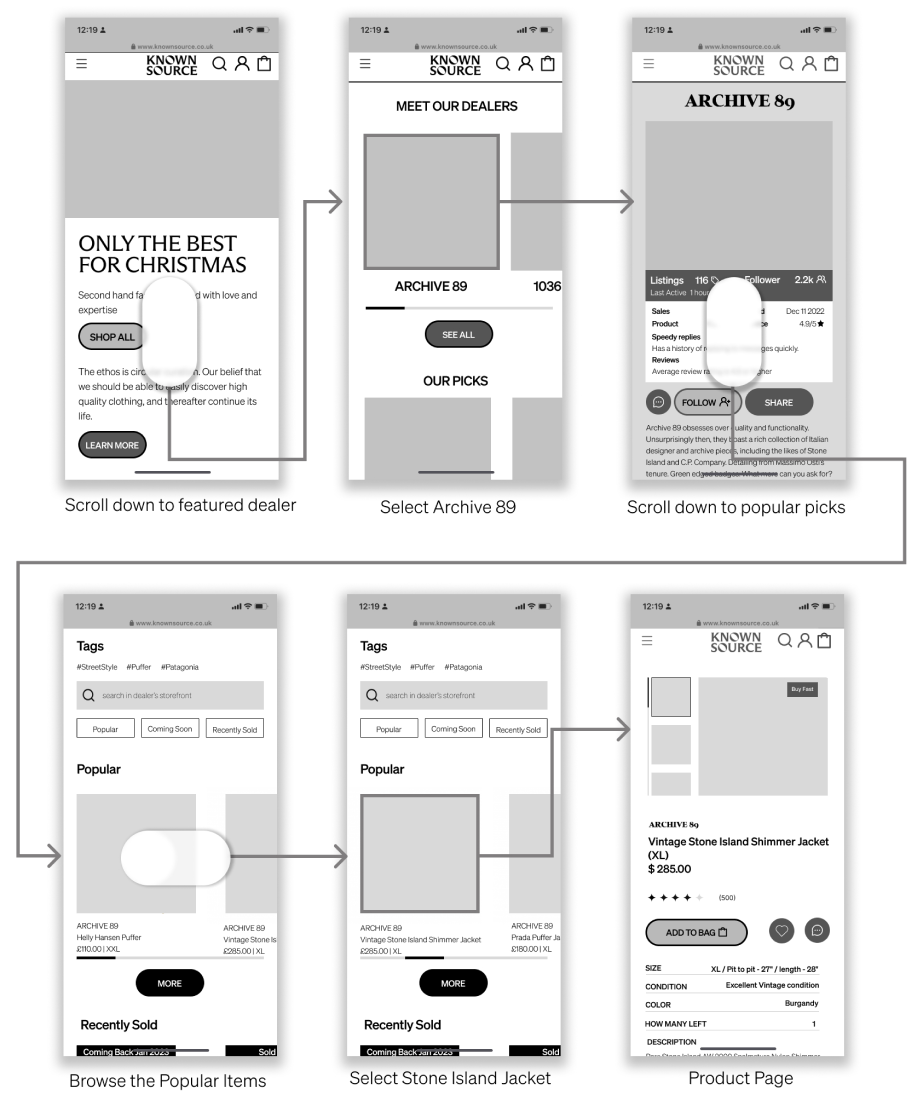 12:19
www.knownsource.co.uk
KNOWN
SOURCE
ONLY THE BEST
FOR CHRISTMAS
Second hand fa d with love and
expertise
SHOP ALL
The ethos is circ n. Our belief that
we should be able to easily discover high
quality clothing, and thereafter continue its
life.
LEARN MORE
Scroll down to featured dealer
12:19
www.knownsource.co.uk
KNOWN
SOURCE
MEET OUR DEALERS
ARCHIVE 89
1036
SEE ALL
OUR PICKS
Select Archive 89
12:19
www.knownsource.co.uk
KNOWN
SOURCE
ARCHIVE 89
Listings 116 Follower 2.2k
Last Active 1 hour
Sales d Dec 11 2022
Product ce 4.9/5
Speedy replies
Has a history of ges quickly.
Reviews
Average review ra gher
FOLLOW
SHARE
Archive 89 obsesses over quality and functionality.
Unsurprisingly then, they boast a rich collection of Italian
designer and archive pieces, including the likes of Stone
Island and C.P. Company. Detailing from Massimo Osti's
tenure. Green edged badges. What more can you ask for?
Scroll down to popular picks
12:19
www.knownsource.co.uk
Tags
#StreetStyle #Puffer #Patagonia
search in dealer's storefront
Popular Coming Soon Recently Sold
Popular
ARCHIVE 89
Helly Hansen Puffer
£110.00 | XXL
ARCHIVE 89
Vintage Stone Is
£285.00 | XL
MORE
Recently Sold
Coming Back Jan 2023
Sold
Browse the Popular Items
12:19
www.knownsource.co.uk
Tags
#StreetStyle #Puffer #Patagonia
search in dealer's storefront
Popular Coming Soon Recently Sold
Popular
ARCHIVE 89
Vintage Stone Island Shimmer Jacket
£285.00 | XL
ARCHIVE 89
Prada Puffer Ja
£180.00 | XL
MORE
Recently Sold
Coming Back Jan 2023
Sold
Select Stone Island Jacket
12:19
www.knownsource.co.uk
KNOWN
SOURCE
Buy Fast
ARCHIVE 89
Vintage Stone Island Shimmer Jacket
(XL)
$ 285.00
(500)
ADD TO BAG
SIZE XL / Pit to pit - 27" / length - 28"
CONDITION Excellent Vintage condition
COLOR Burgandy
HOW MANY LEFT 1
DESCRIPTION
Product Page